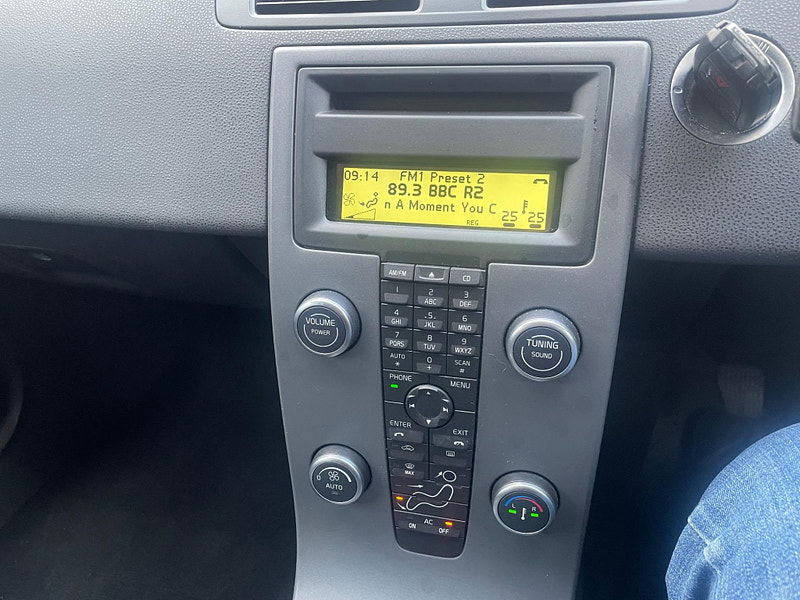 09:14 FM1 Preset 2
89.3 BBC R2
n A Moment You C
REG 25 25
AM/FM CD
1 2 ABC 3 DEF
4 GHI .5. JKL 6 MNO
7 PQRS 8 TUV 9 WXYZ
AUTO * 0 + SCAN #
VOLUME
POWER
TUNING
SOUND
PHONE MENU
ENTER EXIT
MAX
0 AUTO
L R
AC
ON OFF